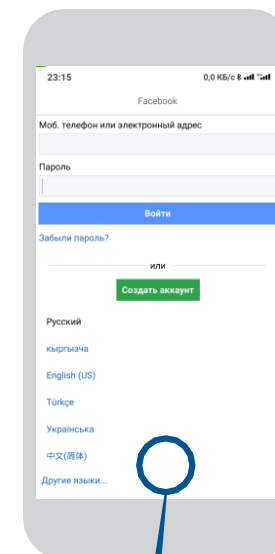 23:15 0,0 КБ/с
Facebook
Моб. телефон или электронный адрес
Пароль
Войти
Забыли пароль?
или
Создать аккаунт
Русский
кыргызча
English (US)
Türkçe
Українська
中文(简体)
Другие языки...